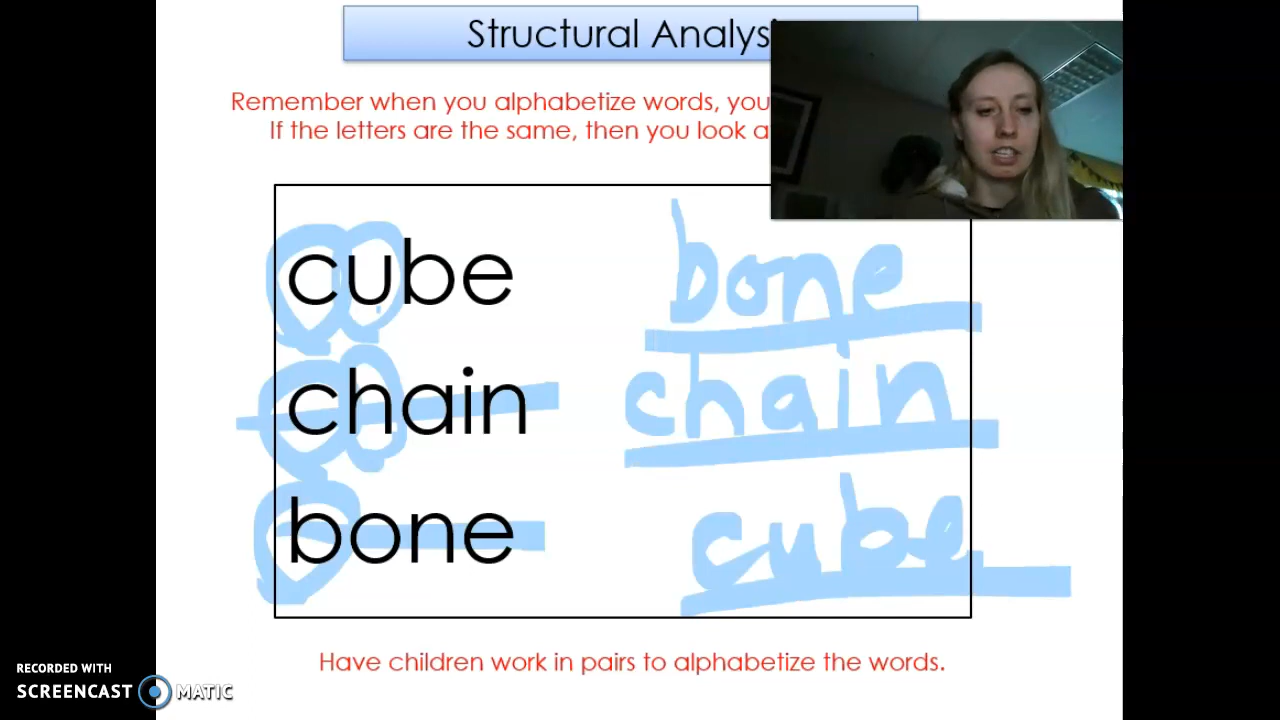 Structural Analysi
Remember when you alphabetize words, you
If the letters are the same, then you look a
cube bone
chain chain
bone cube
Have children work in pairs to alphabetize the words.
RECORDED WITH
SCREENCAST MATIC